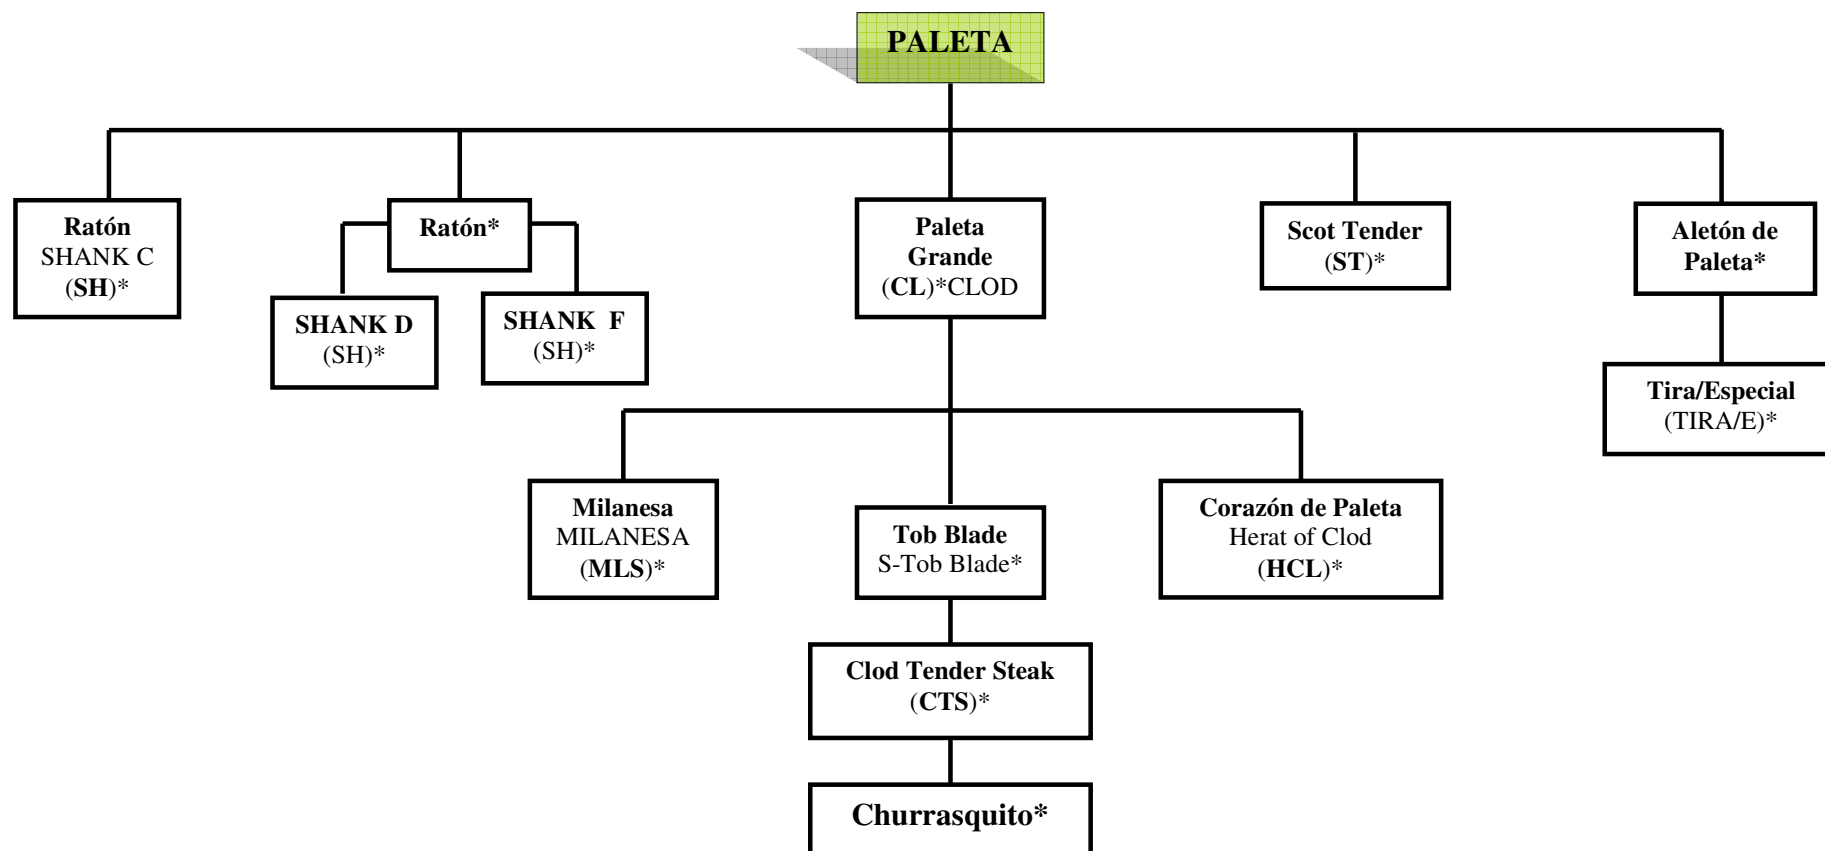 PALETA
Ratón
SHANK C
(SH)*
Ratón*
SHANK D
(SH)*
SHANK F
(SH)*
Paleta
Grande
(CL)*CLOD
Scot Tender
(ST)*
Aletón de
Paleta*
Tira/Especial
(TIRA/E)*
Milanesa
MILANESA
(MLS)*
Tob Blade
S-Tob Blade*
Corazón de Paleta
Herat of Clod
(HCL)*
Clod Tender Steak
(CTS)*
Churrasquito*